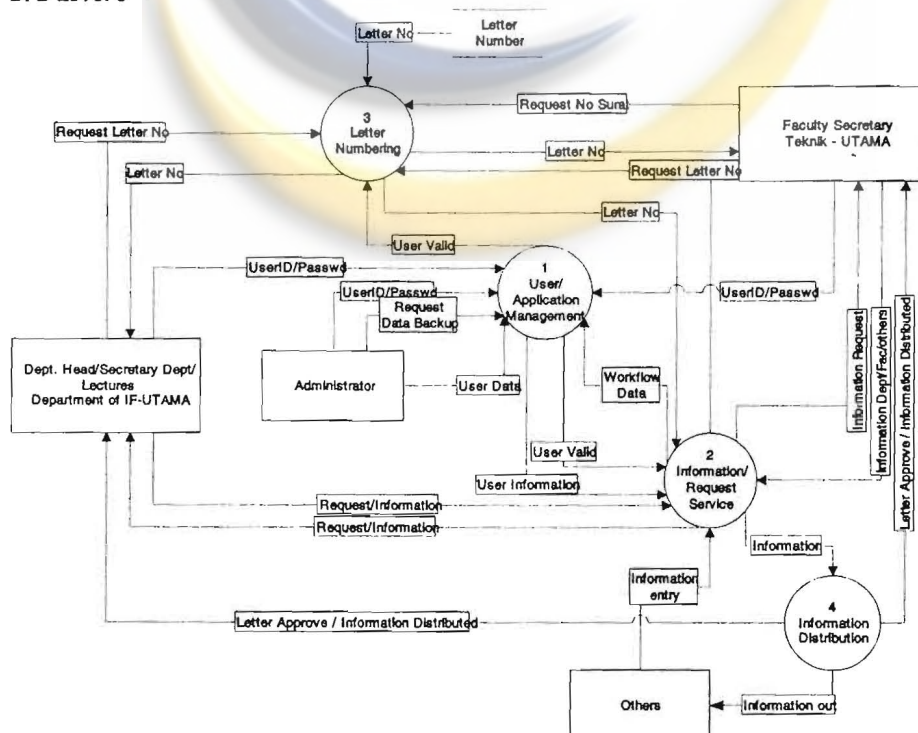 Letter No
Letter
Number
3
Letter
Numbering
Request No Sural
Faculty Secretary
Teknik - UTAMA
Request Letter No
Letter No
Request Letter No
Letter No
Letter No
User Valid
UserID/Passwd
1
User/
Application
Management
UserID/Passwd
Request
Data Backup
UserID/Passwd
Dept. Head/Secretary Dept/
Lectures
Department of IF-UTAMA
Administrator
User Data
Workflow
Data
Information Request
Information Dept/Fac/others
Letter Approve / Information Distributed
User Valid
2
Information/
Request
Service
User Information
Request/Information
Request/Information
Information
Information
entry
4
Information
Distribution
Letter Approve / Information Distributed
Others
Information out